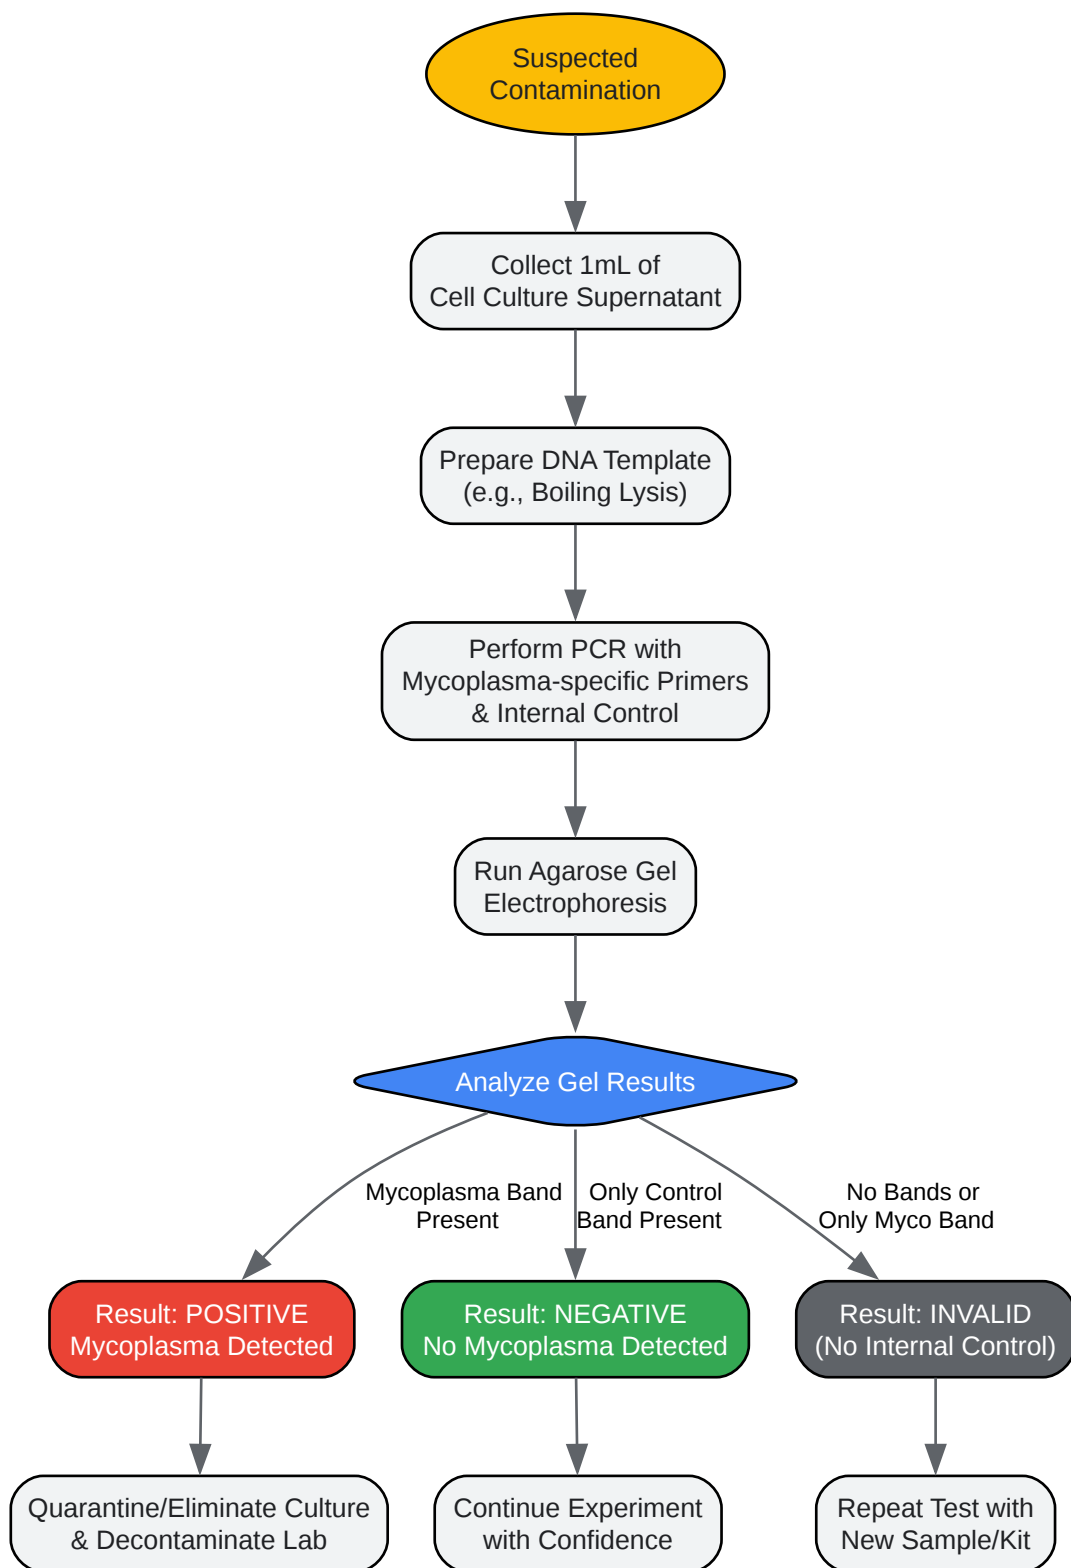 Suspected
Contamination
Collect 1mL of
Cell Culture Supernatant
Prepare DNA Template
(e.g., Boiling Lysis)
Perform PCR with
Mycoplasma-specific Primers
& Internal Control
Run Agarose Gel
Electrophoresis
Analyze Gel Results
Mycoplasma Band
Present
Only Control
Band Present
No Bands or
Only Myco Band
Result: POSITIVE
Mycoplasma Detected
Result: NEGATIVE
No Mycoplasma Detected
Result: INVALID
(No Internal Control)
Quarantine/Eliminate Culture
& Decontaminate Lab
Continue Experiment
with Confidence
Repeat Test with
New Sample/Kit